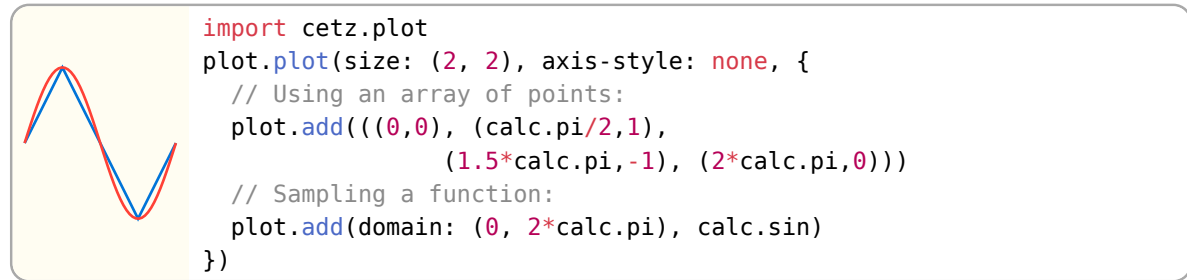 import cetz.plot
plot.plot(size: (2, 2), axis-style: none, {
  // Using an array of points:
  plot.add(((0,0), (calc.pi/2,1),
                 (1.5*calc.pi,-1), (2*calc.pi,0)))
  // Sampling a function:
  plot.add(domain: (0, 2*calc.pi), calc.sin)
})